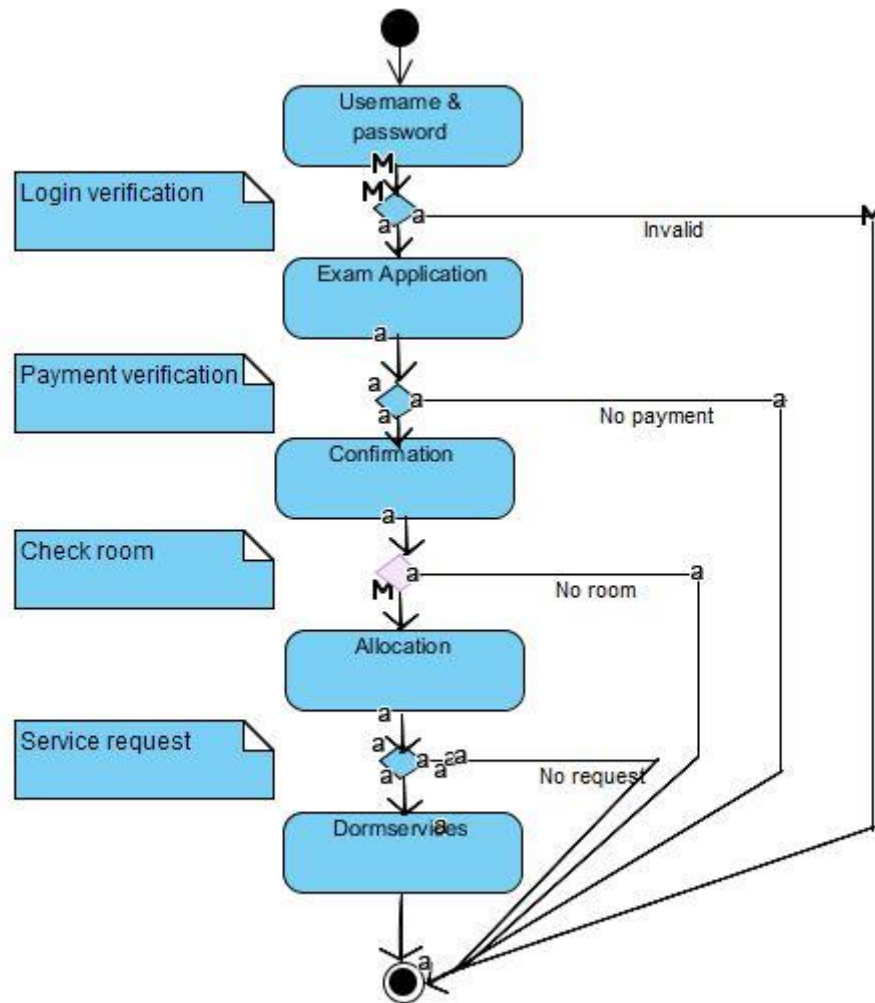 Username &
password
M
Login verification
M
a
a
Invalid
M
Exam Application
a
Payment verification
a
a
a
No payment
a
Confirmation
a
Check room
a
M
No room
a
Allocation
a
Service request
a
a
a
a
a
a
No request
Dormservices
a
a